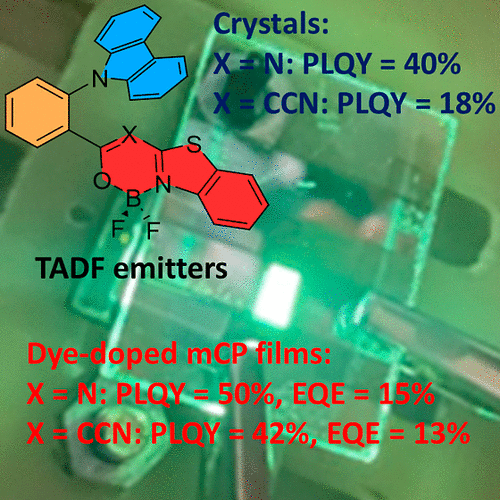 Crystals:
X = N: PLQY = 40%
X = CCN: PLQY = 18%
N
X
S
O
N
B
F
F
TADF emitters
Dye-doped mCP films:
X = N: PLQY = 50%, EQE = 15%
X = CCN: PLQY = 42%, EQE = 13%